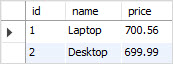 id name price
1 Laptop 700.56
2 Desktop 699.99